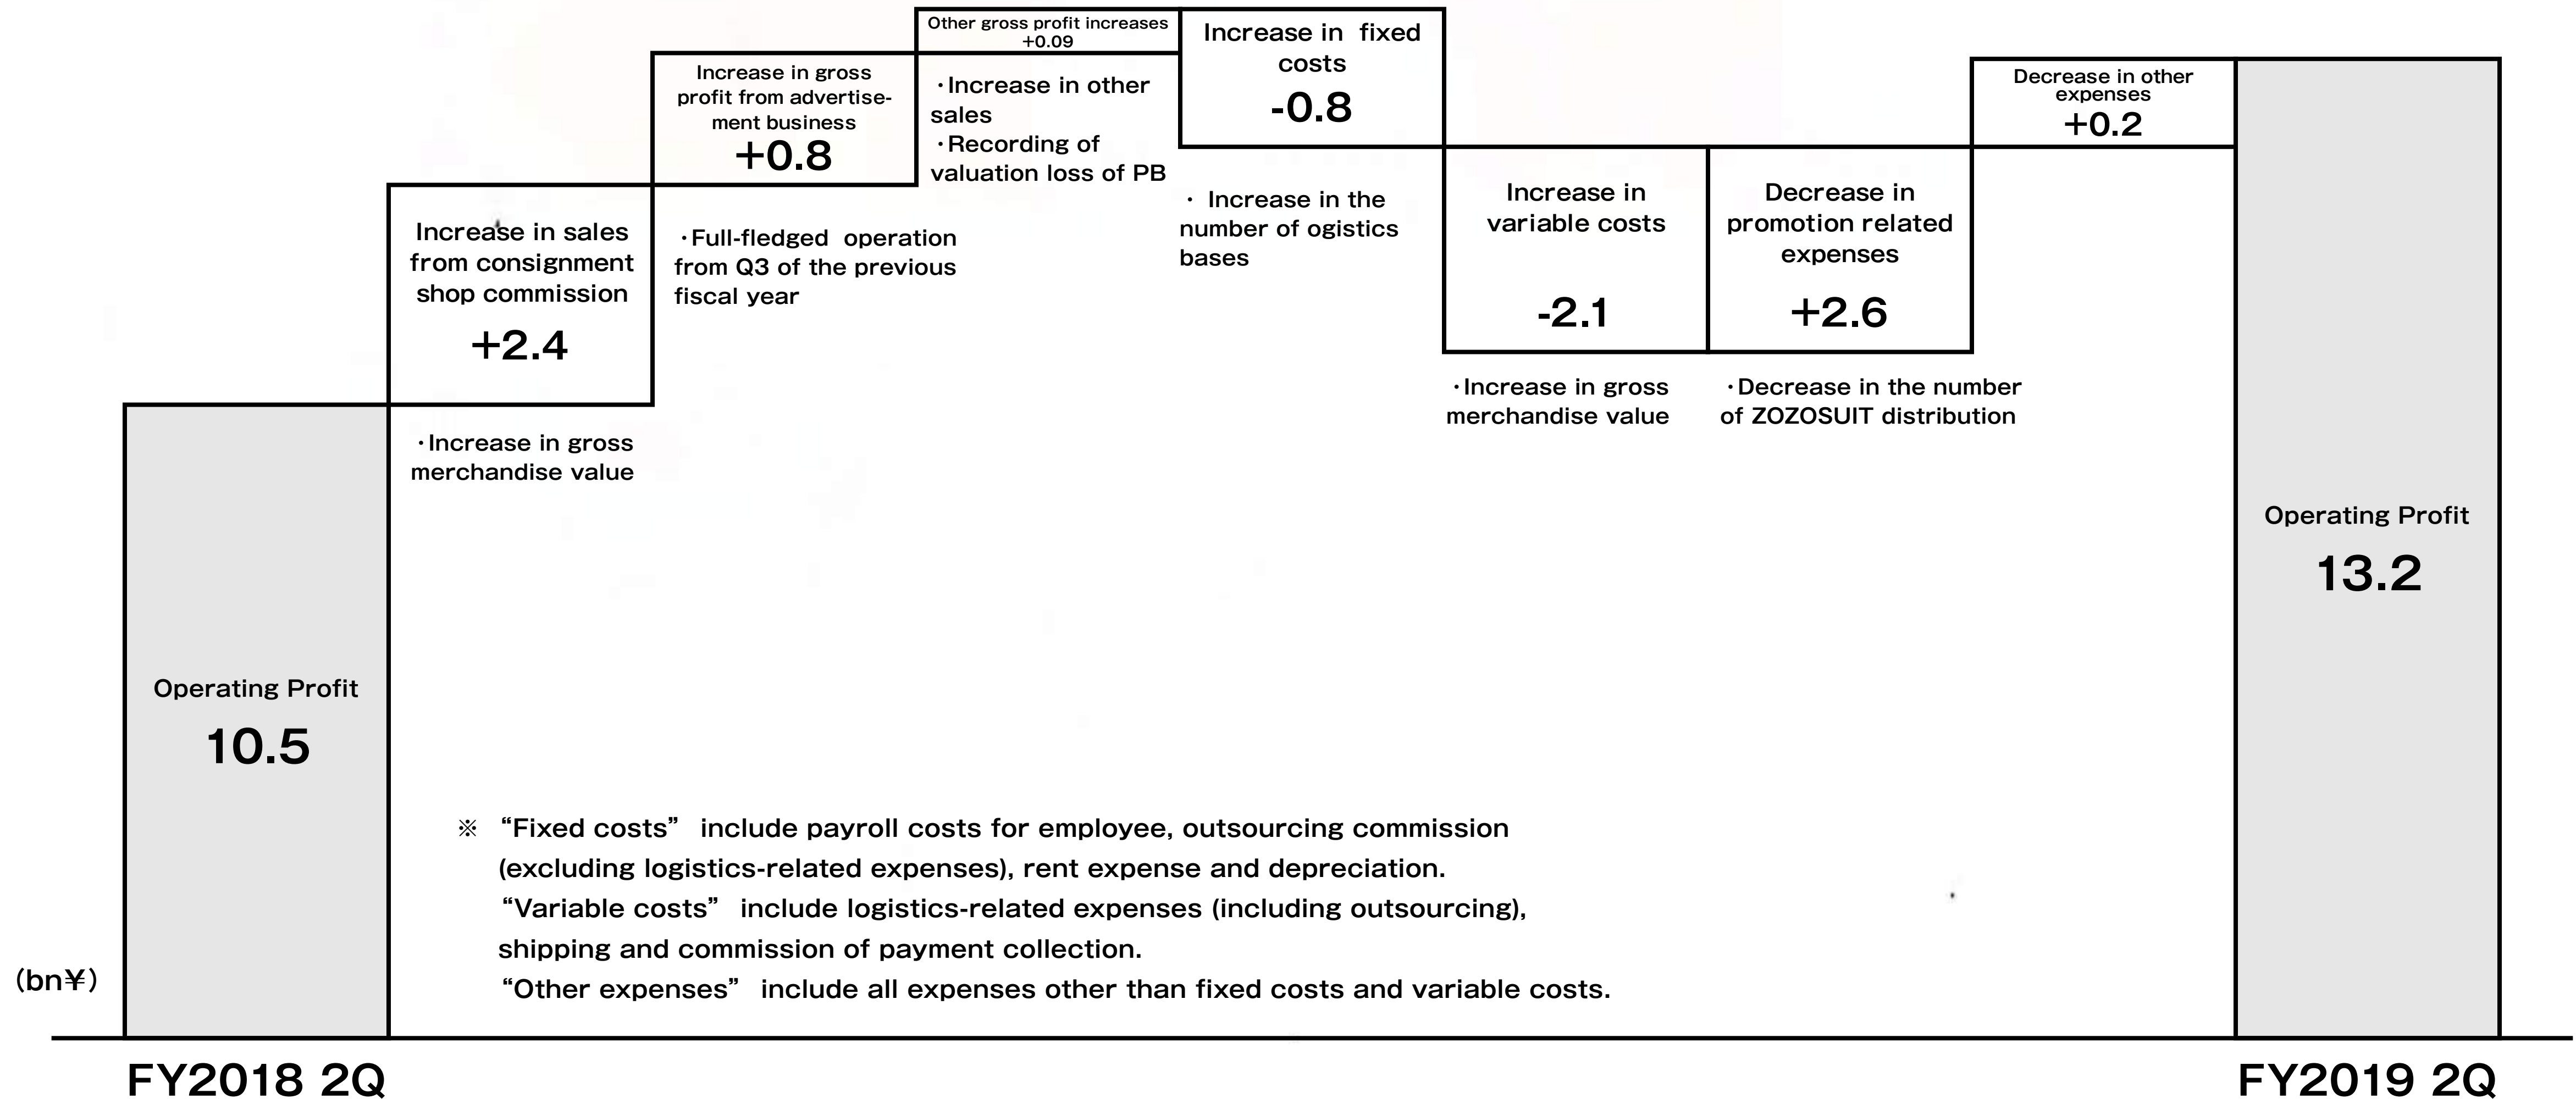 Other gross profit increases
+0.09
Increase in fixed
costs
-0.8
Increase in gross
profit from advertise-
ment business
+0.8
・Increase in other
sales
・Recording of
valuation loss of PB
Decrease in other
expenses
+0.2
Increase in sales
from consignment
shop commission
+2.4
・Full-fledged operation
from Q3 of the previous
fiscal year
・ Increase in the
number of ogistics
bases
Increase in
variable costs
-2.1
Decrease in
promotion related
expenses
+2.6
・Increase in gross
merchandise value
・Increase in gross
merchandise value
・Decrease in the number
of ZOZOSUIT distribution
Operating Profit
10.5
Operating Profit
13.2
※ “Fixed costs” include payroll costs for employee, outsourcing commission
(excluding logistics-related expenses), rent expense and depreciation.
“Variable costs” include logistics-related expenses (including outsourcing),
shipping and commission of payment collection.
“Other expenses” include all expenses other than fixed costs and variable costs.
(bn¥)
FY2018 2Q
FY2019 2Q